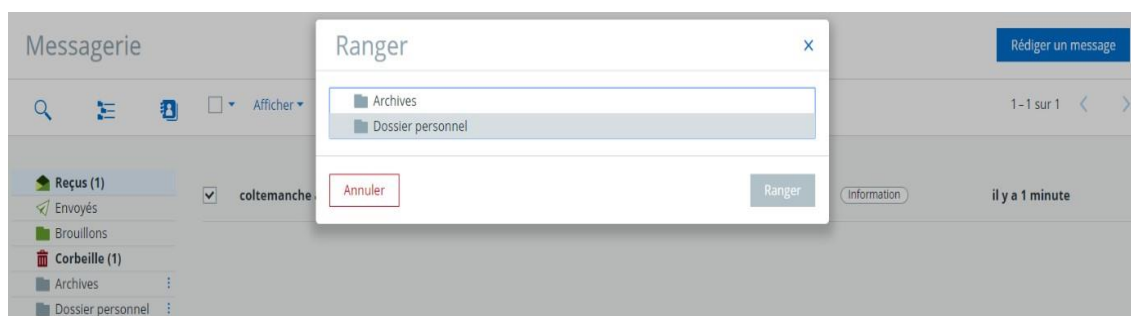 Messagerie
Ranger
x
Rédiger un message
Afficher
Archives
Dossier personnel
1-1 sur 1
Annuler
Ranger
Reçus (1)
Envoyés
Brouillons
Corbeille (1)
Archives
Dossier personnel
coltemanche
Information
il y a 1 minute